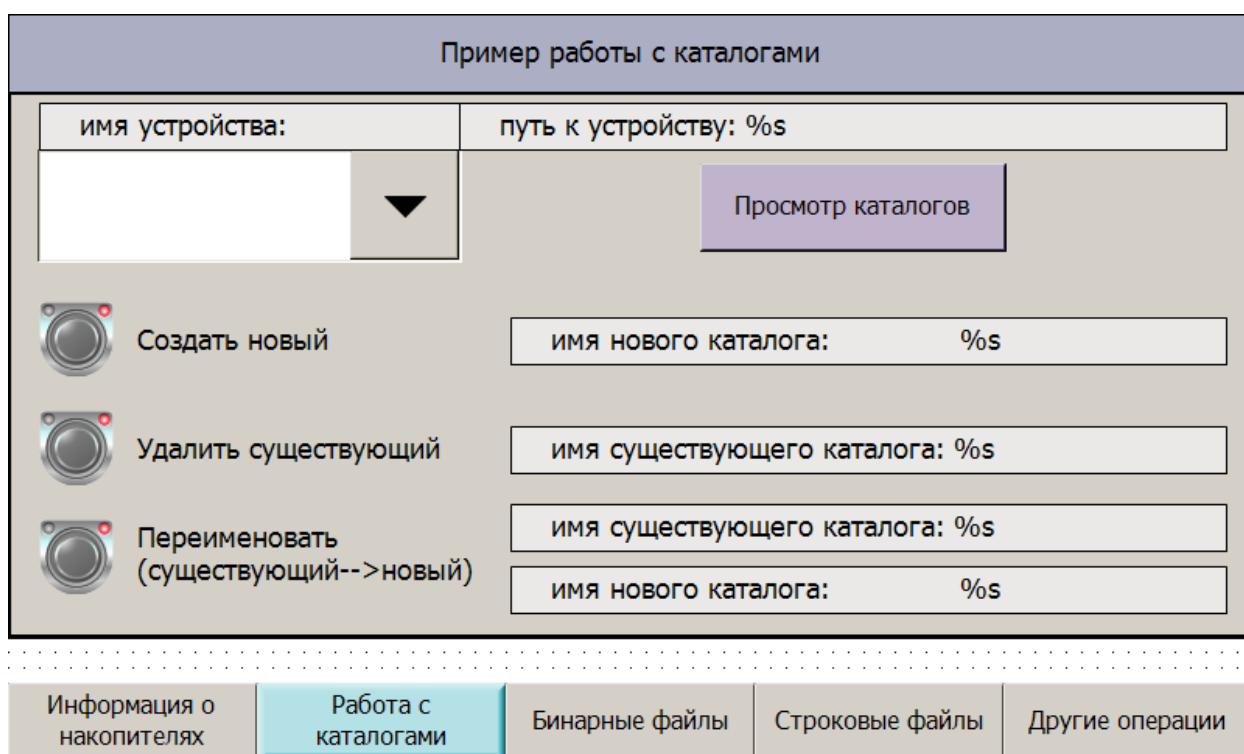 Пример работы с каталогами
имя устройства:
путь к устройству: %s
Просмотр каталогов
Создать новый
имя нового каталога: %s
Удалить существующий
имя существующего каталога: %s
Переименовать
(существующий-->новый)
имя существующего каталога: %s
имя нового каталога: %s
Информация о
накопителях
Работа с
каталогами
Бинарные файлы
Строковые файлы
Другие операции